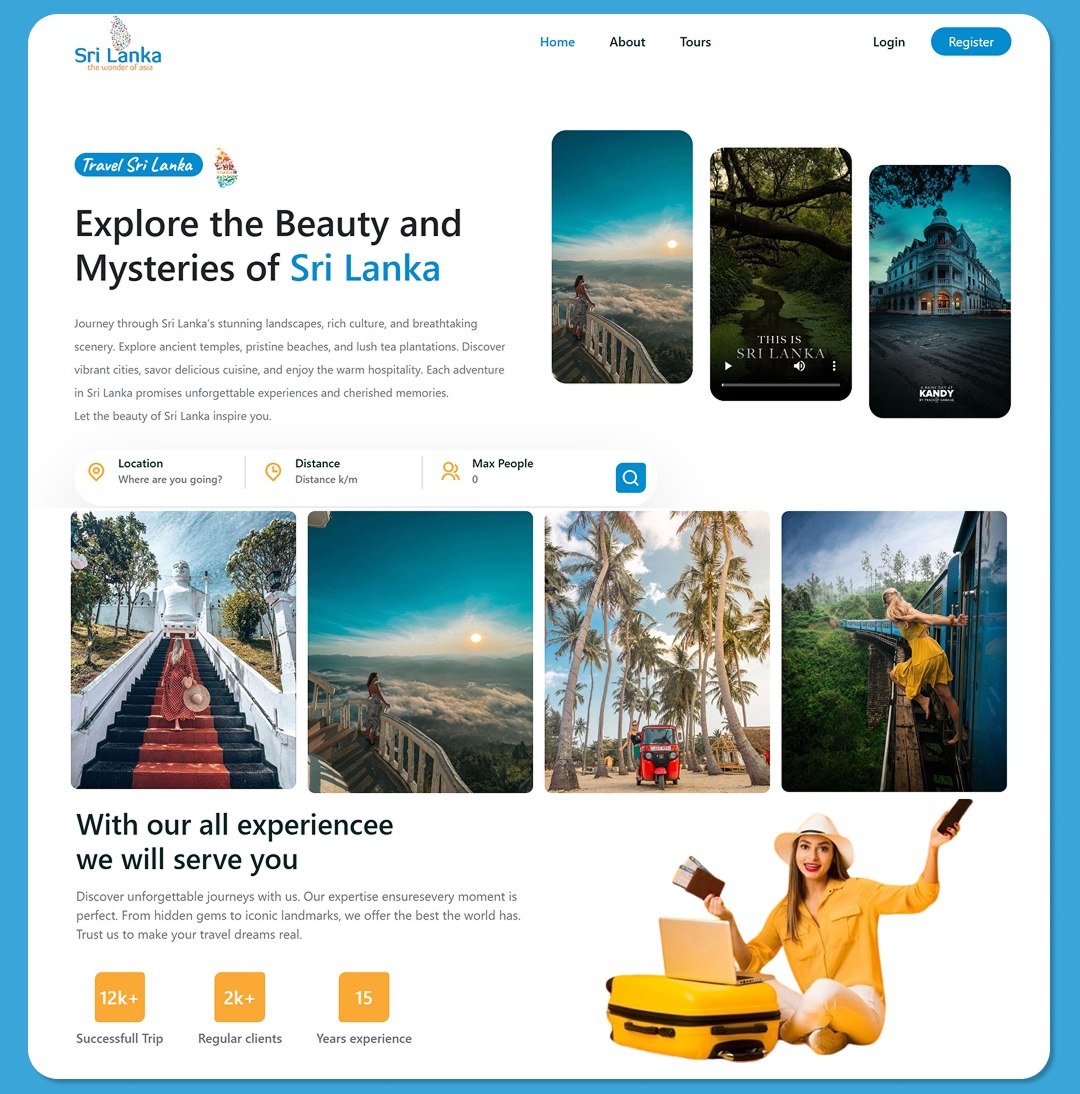 Sri Lanka
the wonder of asia
Home
About
Tours
Login
Register
Travel Sri Lanka
Explore the Beauty and
Mysteries of Sri Lanka
Journey through Sri Lanka's stunning landscapes, rich culture, and breathtaking
scenery. Explore ancient temples, pristine beaches, and lush tea plantations. Discover
vibrant cities, savor delicious cuisine, and enjoy the warm hospitality. Each adventure
in Sri Lanka promises unforgettable experiences and cherished memories.
Let the beauty of Sri Lanka inspire you.
THIS IS
SRI LANKA
A RAINY DAY AT
KANDY
Location
Where are you going?
Distance
Distance k/m
Max People
0
With our all experiencee
we will serve you
Discover unforgettable journeys with us. Our expertise ensuresevery moment is
perfect. From hidden gems to iconic landmarks, we offer the best the world has.
Trust us to make your travel dreams real.
12k+
2k+
15
Successfull Trip
Regular clients
Years experience